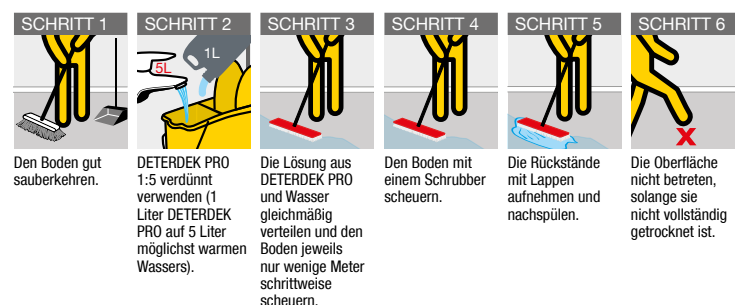 SCHRITT 1
SCHRITT 2
SCHRITT 3
SCHRITT 4
SCHRITT 5
SCHRITT 6
5L
1L
Den Boden gut
sauberkehren.
DETERDEK PRO
1:5 verdünnt
verwenden (1
Liter DETERDEK
PRO auf 5 Liter
möglichst warmen
Wassers).
Die Lösung aus
DETERDEK PRO
und Wasser
gleichmäßig
verteilen und den
Boden jeweils
nur wenige Meter
schrittweise
scheuern.
Den Boden mit
einem Schrubber
scheuern.
Die Rückstände
mit Lappen
aufnehmen und
nachspülen.
Die Oberfläche
nicht betreten,
solange sie
nicht vollständig
getrocknet ist.